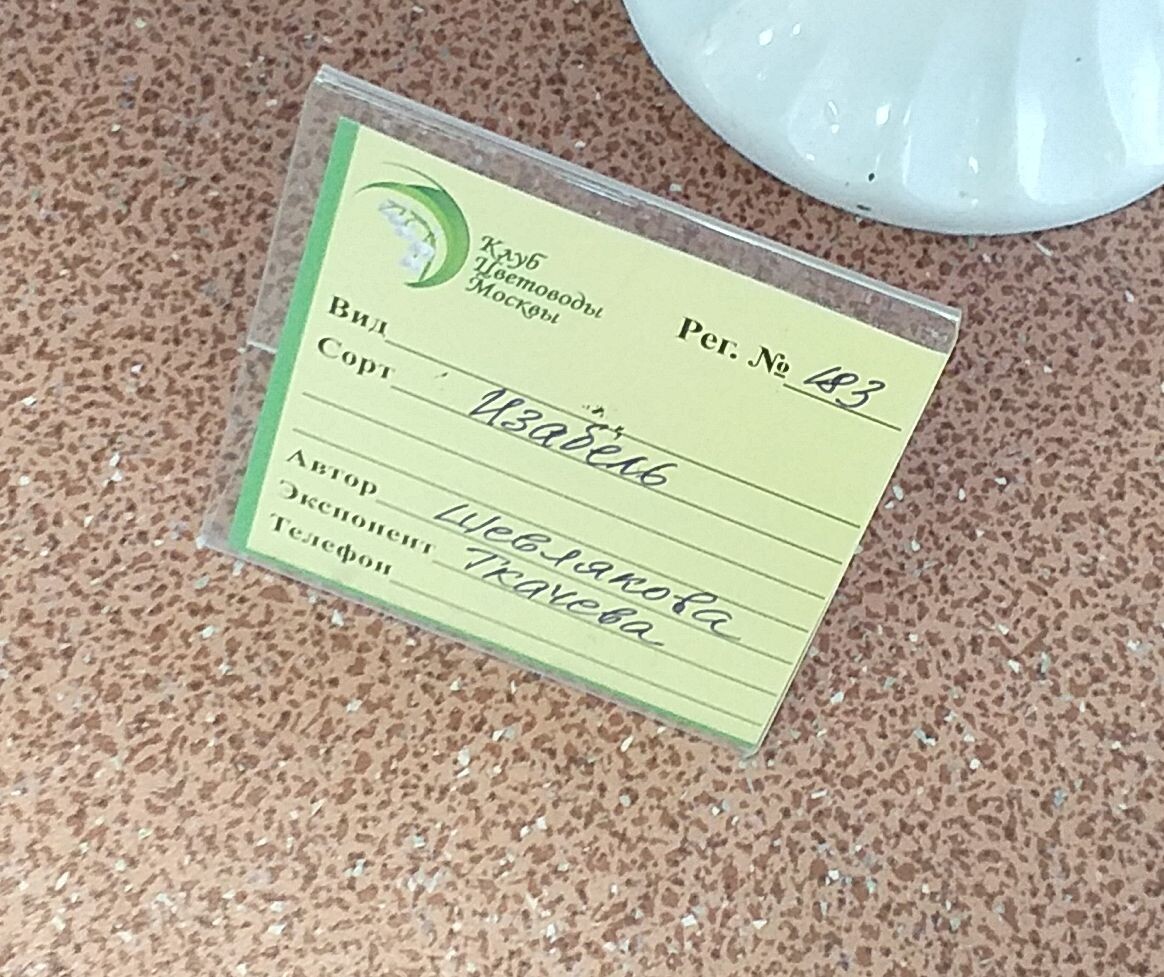 Клуб
Цветоводы
Москвы
Рег. № 183
Вид
Сорт Изабель
Автор Шевлякова
Экспонент Ткачева
Телефон